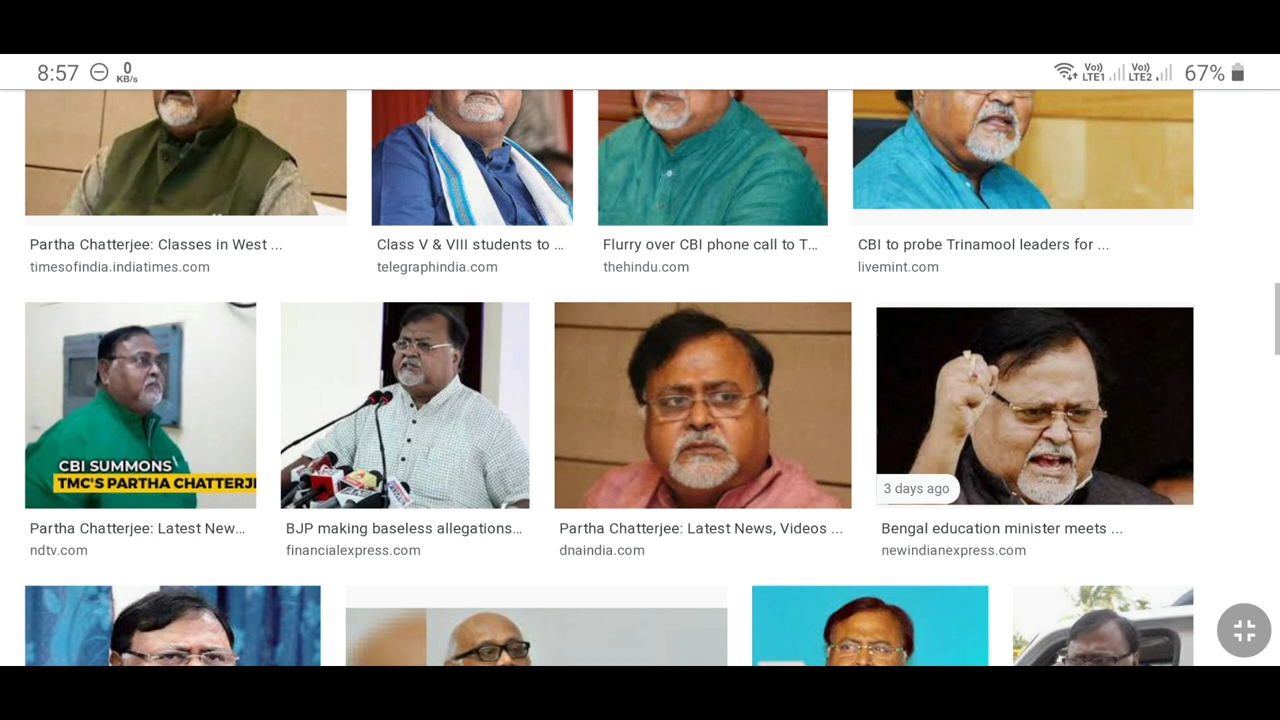 8:57 0 KB/s Vo)) LTE1 Vo)) LTE2 67%
Partha Chatterjee: Classes in West ...
timesofindia.indiatimes.com
Class V & VIII students to ...
telegraphindia.com
Flurry over CBI phone call to T...
thehindu.com
CBI to probe Trinamool leaders for ...
livemint.com
CBI SUMMONS
TMC'S PARTHA CHATTERJE
3 days ago
Partha Chatterjee: Latest New...
ndtv.com
BJP making baseless allegations...
financialexpress.com
Partha Chatterjee: Latest News, Videos ...
dnaindia.com
Bengal education minister meets ...
newindianexpress.com